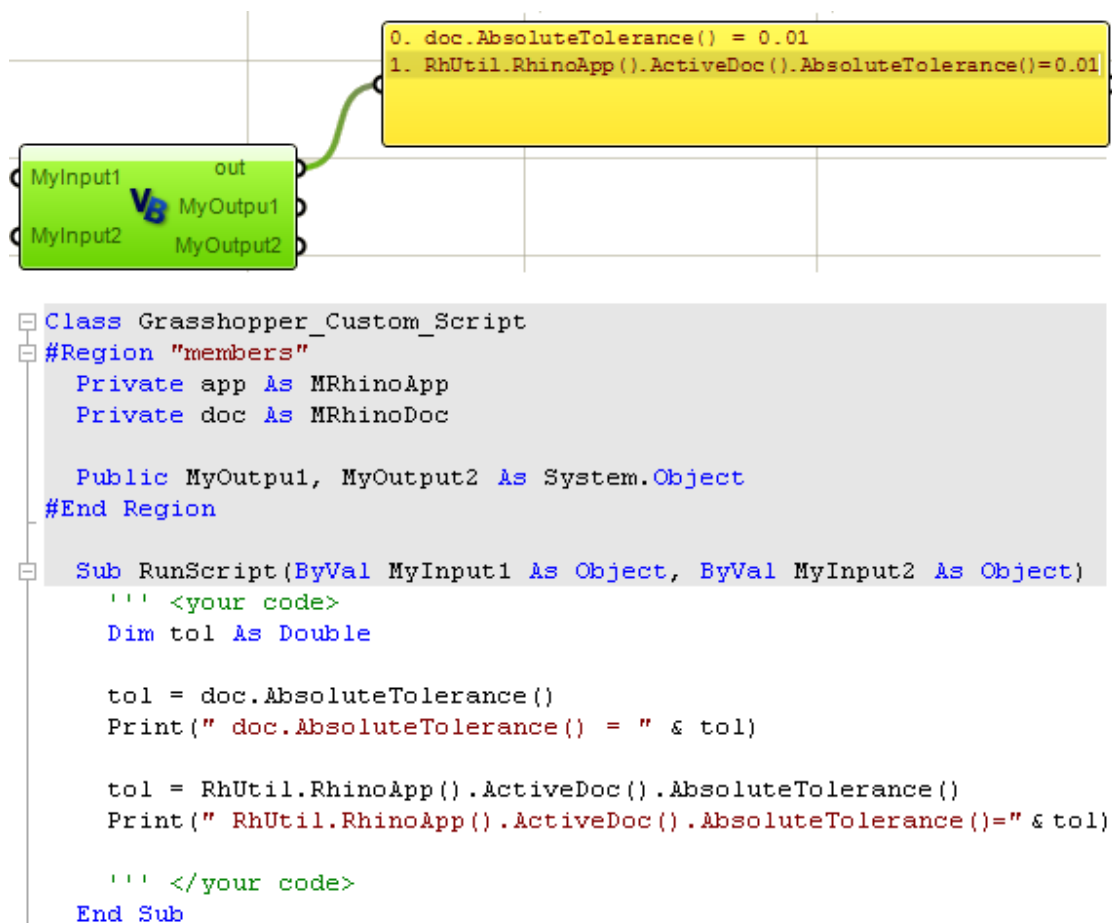 0. doc.AbsoluteTolerance() = 0.01
1. RhUtil.RhinoApp().ActiveDoc().AbsoluteTolerance()=0.01
MyInput1
out
VB
MyOutpu1
MyInput2
MyOutput2
Class Grasshopper_Custom_Script
#Region "members"
Private app As MRhinoApp
Private doc As MRhinoDoc
Public MyOutpu1, MyOutput2 As System.Object
#End Region
Sub RunScript(ByVal MyInput1 As Object, ByVal MyInput2 As Object)
''' <your code>
Dim tol As Double
tol = doc.AbsoluteTolerance()
Print(" doc.AbsoluteTolerance() = " & tol)
tol = RhUtil.RhinoApp().ActiveDoc().AbsoluteTolerance()
Print(" RhUtil.RhinoApp().ActiveDoc().AbsoluteTolerance()=" & tol)
''' </your code>
End Sub